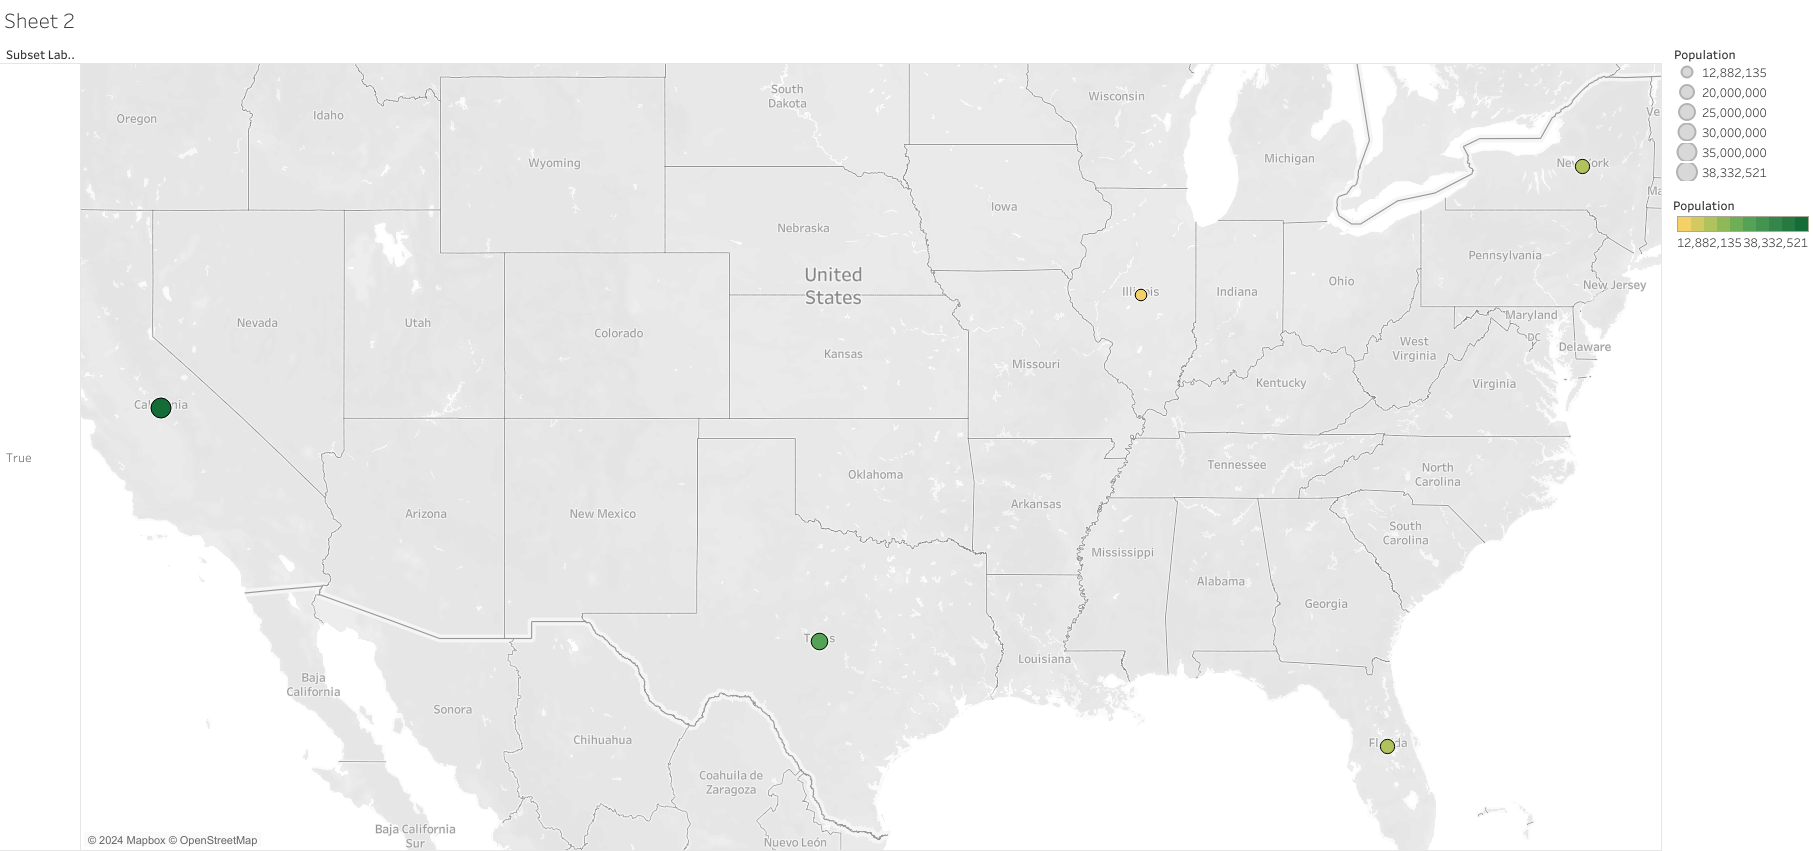 Sheet 2
Subset Lab..
True
Oregon
Idaho
Wyoming
South
Dakota
Wisconsin
Michigan
Ve
New York
Ma
Iowa
Nebraska
United
States
Illinois
Indiana
Ohio
Pennsylvania
New Jersey
Maryland
DC
Delaware
Nevada
Utah
Colorado
Kansas
Missouri
West
Virginia
Kentucky
Virginia
California
Arizona
New Mexico
Oklahoma
Arkansas
Tennessee
North
Carolina
South
Carolina
Mississippi
Alabama
Georgia
Texas
Louisiana
Florida
Baja
California
Sonora
Chihuahua
Coahuila de
Zaragoza
Baja California
Sur
Nuevo León
© 2024 Mapbox © OpenStreetMap
Population
12,882,135
20,000,000
25,000,000
30,000,000
35,000,000
38,332,521
Population
12,882,135 38,332,521